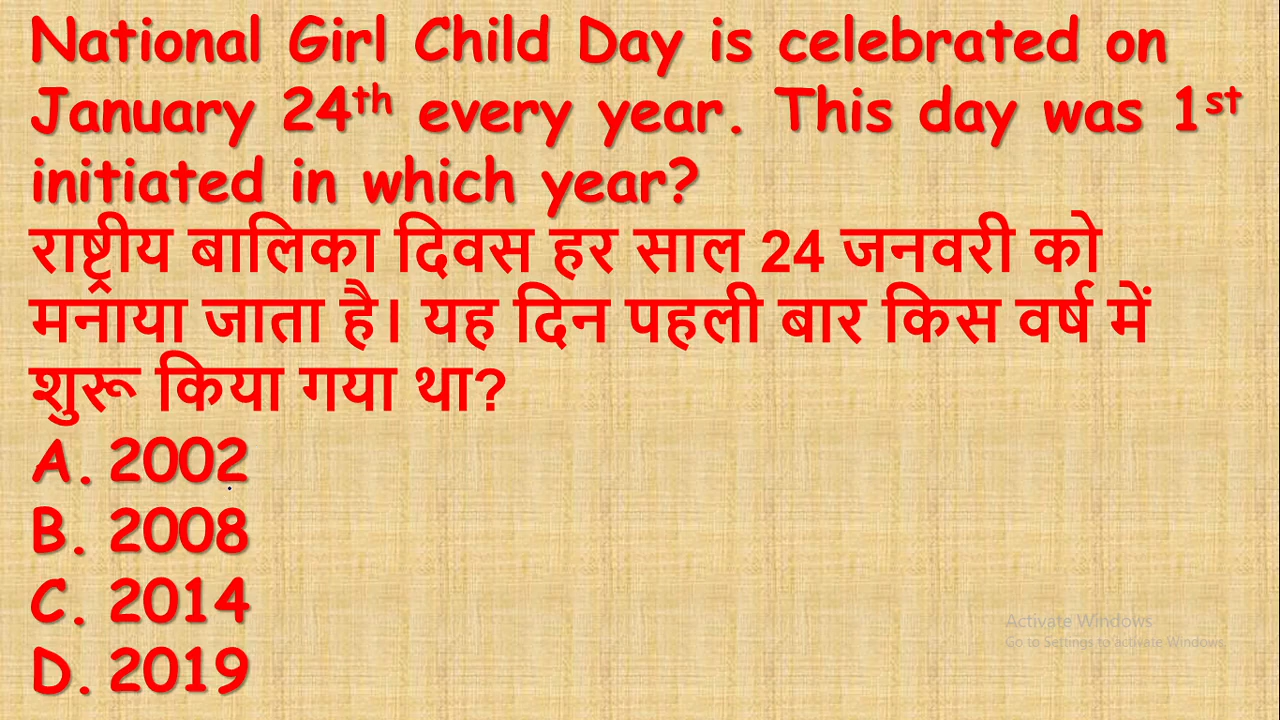 National Girl Child Day is celebrated on
January 24th every year. This day was 1st
initiated in which year?
राष्ट्रीय बालिका दिवस हर साल 24 जनवरी को
मनाया जाता है। यह दिन पहली बार किस वर्ष में
शुरू किया गया था?
A. 2002
B. 2008
C. 2014
D. 2019
Activate Windows
Go to Settings to activate Windows.